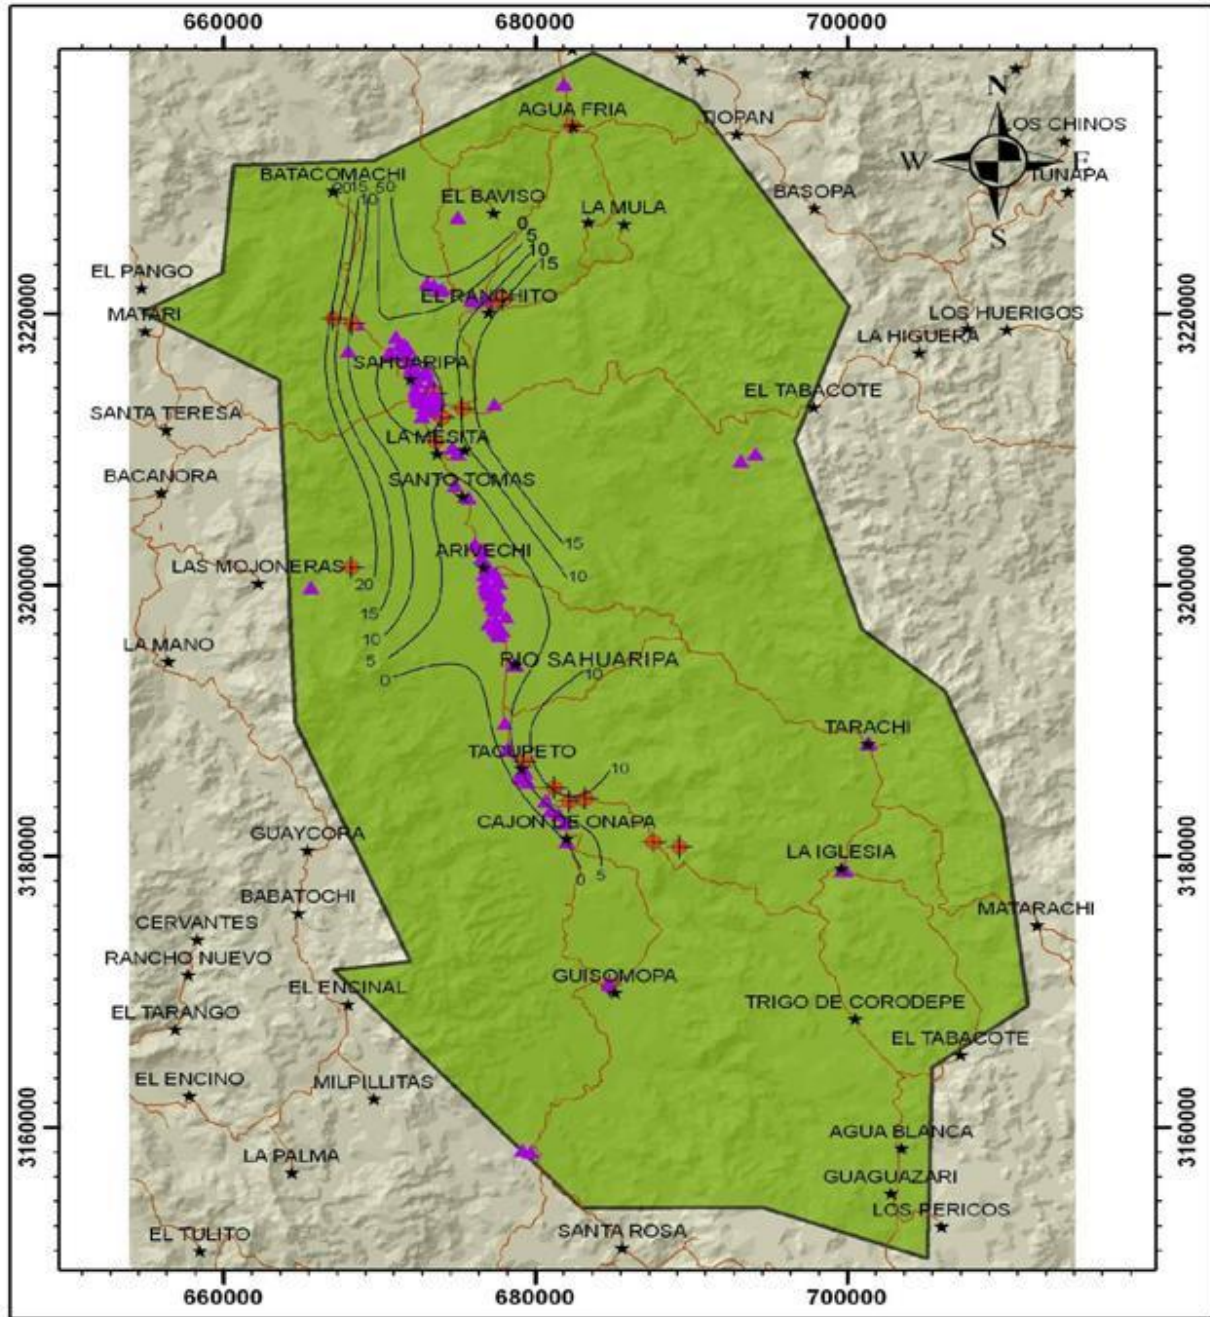 660000 680000 700000
N
AGUA FRIA
TIOPAN
LOS CHINOS
W E
BATACOMACHI
TUNAPA
201550
10
EL BAVISO
BASOPA
LA MULA
S
0
5
10
15
EL PANGO
EL RANCHITO
3220000 3220000
MATARI
LOS HUERIGOS
LA HIGUERA
SAHUARIPA
EL TABACOTE
SANTA TERESA
LA MESITA
BACANORA
SANTO TOMAS
15
ARIVECHI
LAS MOJONERAS
10
20
3200000 3200000
15
10
LA MANO
5
RIO SAHUARIPA
0
10
TARACHI
TACUPETO
10
CAJON DE ONAPA
GUAYCORA
LA IGLESIA
3180000 3180000
0 5
BABATOCHI
MATARACHI
CERVANTES
RANCHO NUEVO
GUISOMOPA
EL ENCINAL
TRIGO DE CORODEPE
EL TARANGO
EL TABACOTE
EL ENCINO
MILPILLITAS
3160000 3160000
AGUA BLANCA
LA PALMA
GUAGUAZARI
LOS PERICOS
EL TULITO
SANTA ROSA
660000 680000 700000